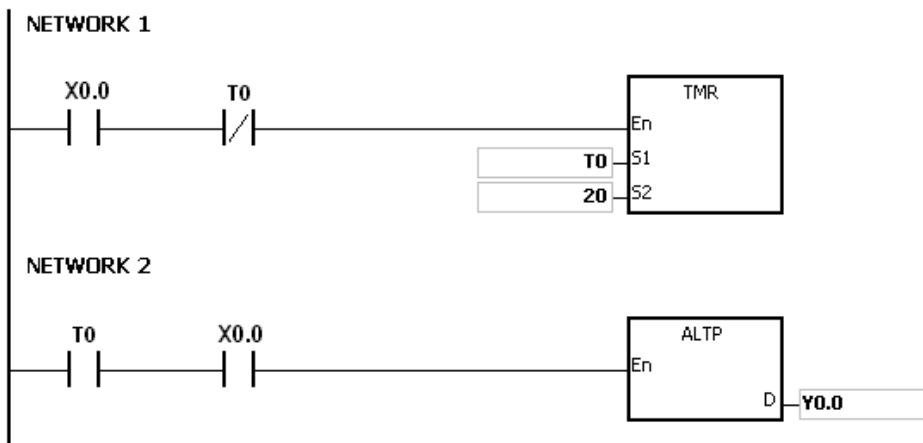 NETWORK 1
X0.0 T0
TMR
En
T0 S1
20 S2
NETWORK 2
T0 X0.0
ALTP
En
D Y0.0